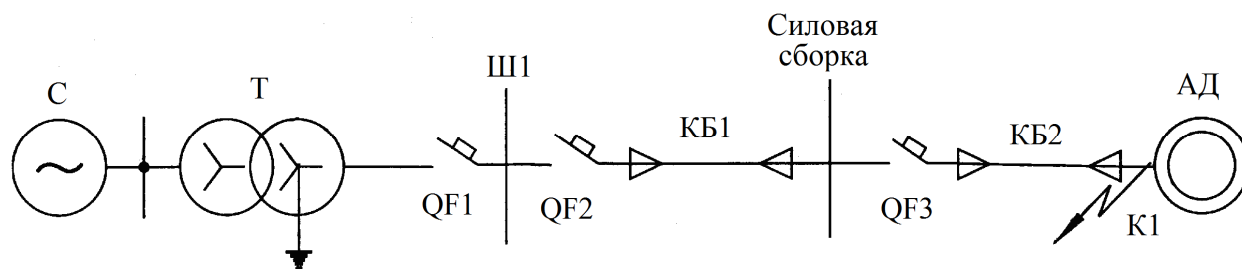 С
Т
Ш1
Силовая
сборка
КБ1
КБ2
АД
QF1
QF2
QF3
К1